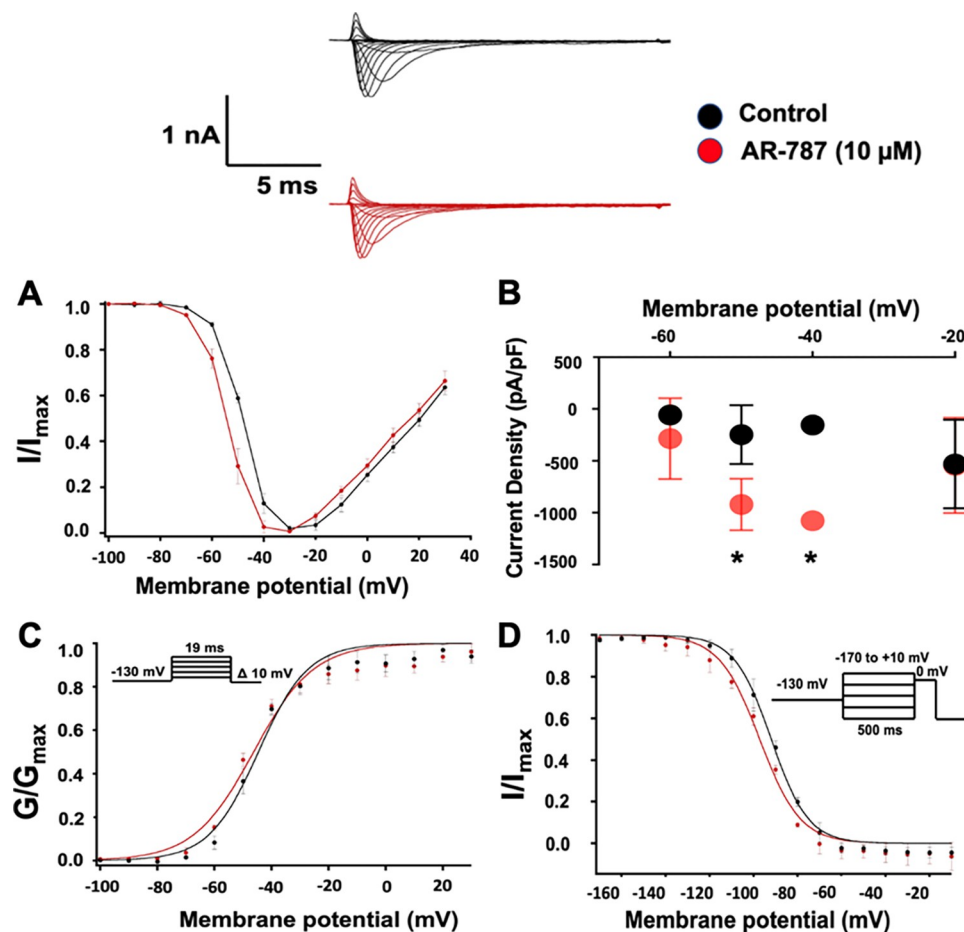 1 nA
5 ms
Control
AR-787 (10 µM)
A
I/Imax
1.0
0.8
0.6
0.4
0.2
0.0
-100 -80 -60 -40 -20 0 20 40
Membrane potential (mV)
B
Membrane potential (mV)
-60 -40 -20
Current Density (pA/pF)
500
0
-500
-1000
-1500
* *
C
G/Gmax
1.0
0.8
0.6
0.4
0.2
0.0
19 ms
-130 mV
Δ 10 mV
-100 -80 -60 -40 -20 0 20
Membrane potential (mV)
D
I/Imax
1.0
0.8
0.6
0.4
0.2
0.0
-170 to +10 mV
0 mV
-130 mV
500 ms
-160 -140 -120 -100 -80 -60 -40 -20
Membrane potential (mV)